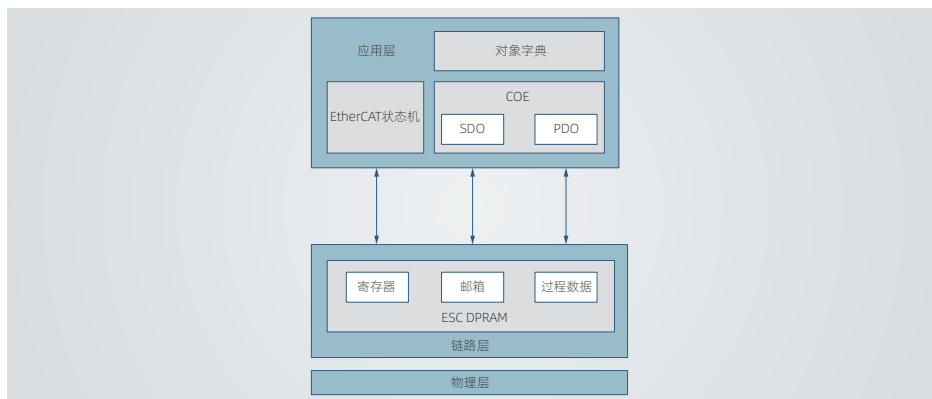 应用层
对象字典
EtherCAT状态机
COE
SDO
PDO
寄存器
邮箱
过程数据
ESC DPRAM
链路层
物理层